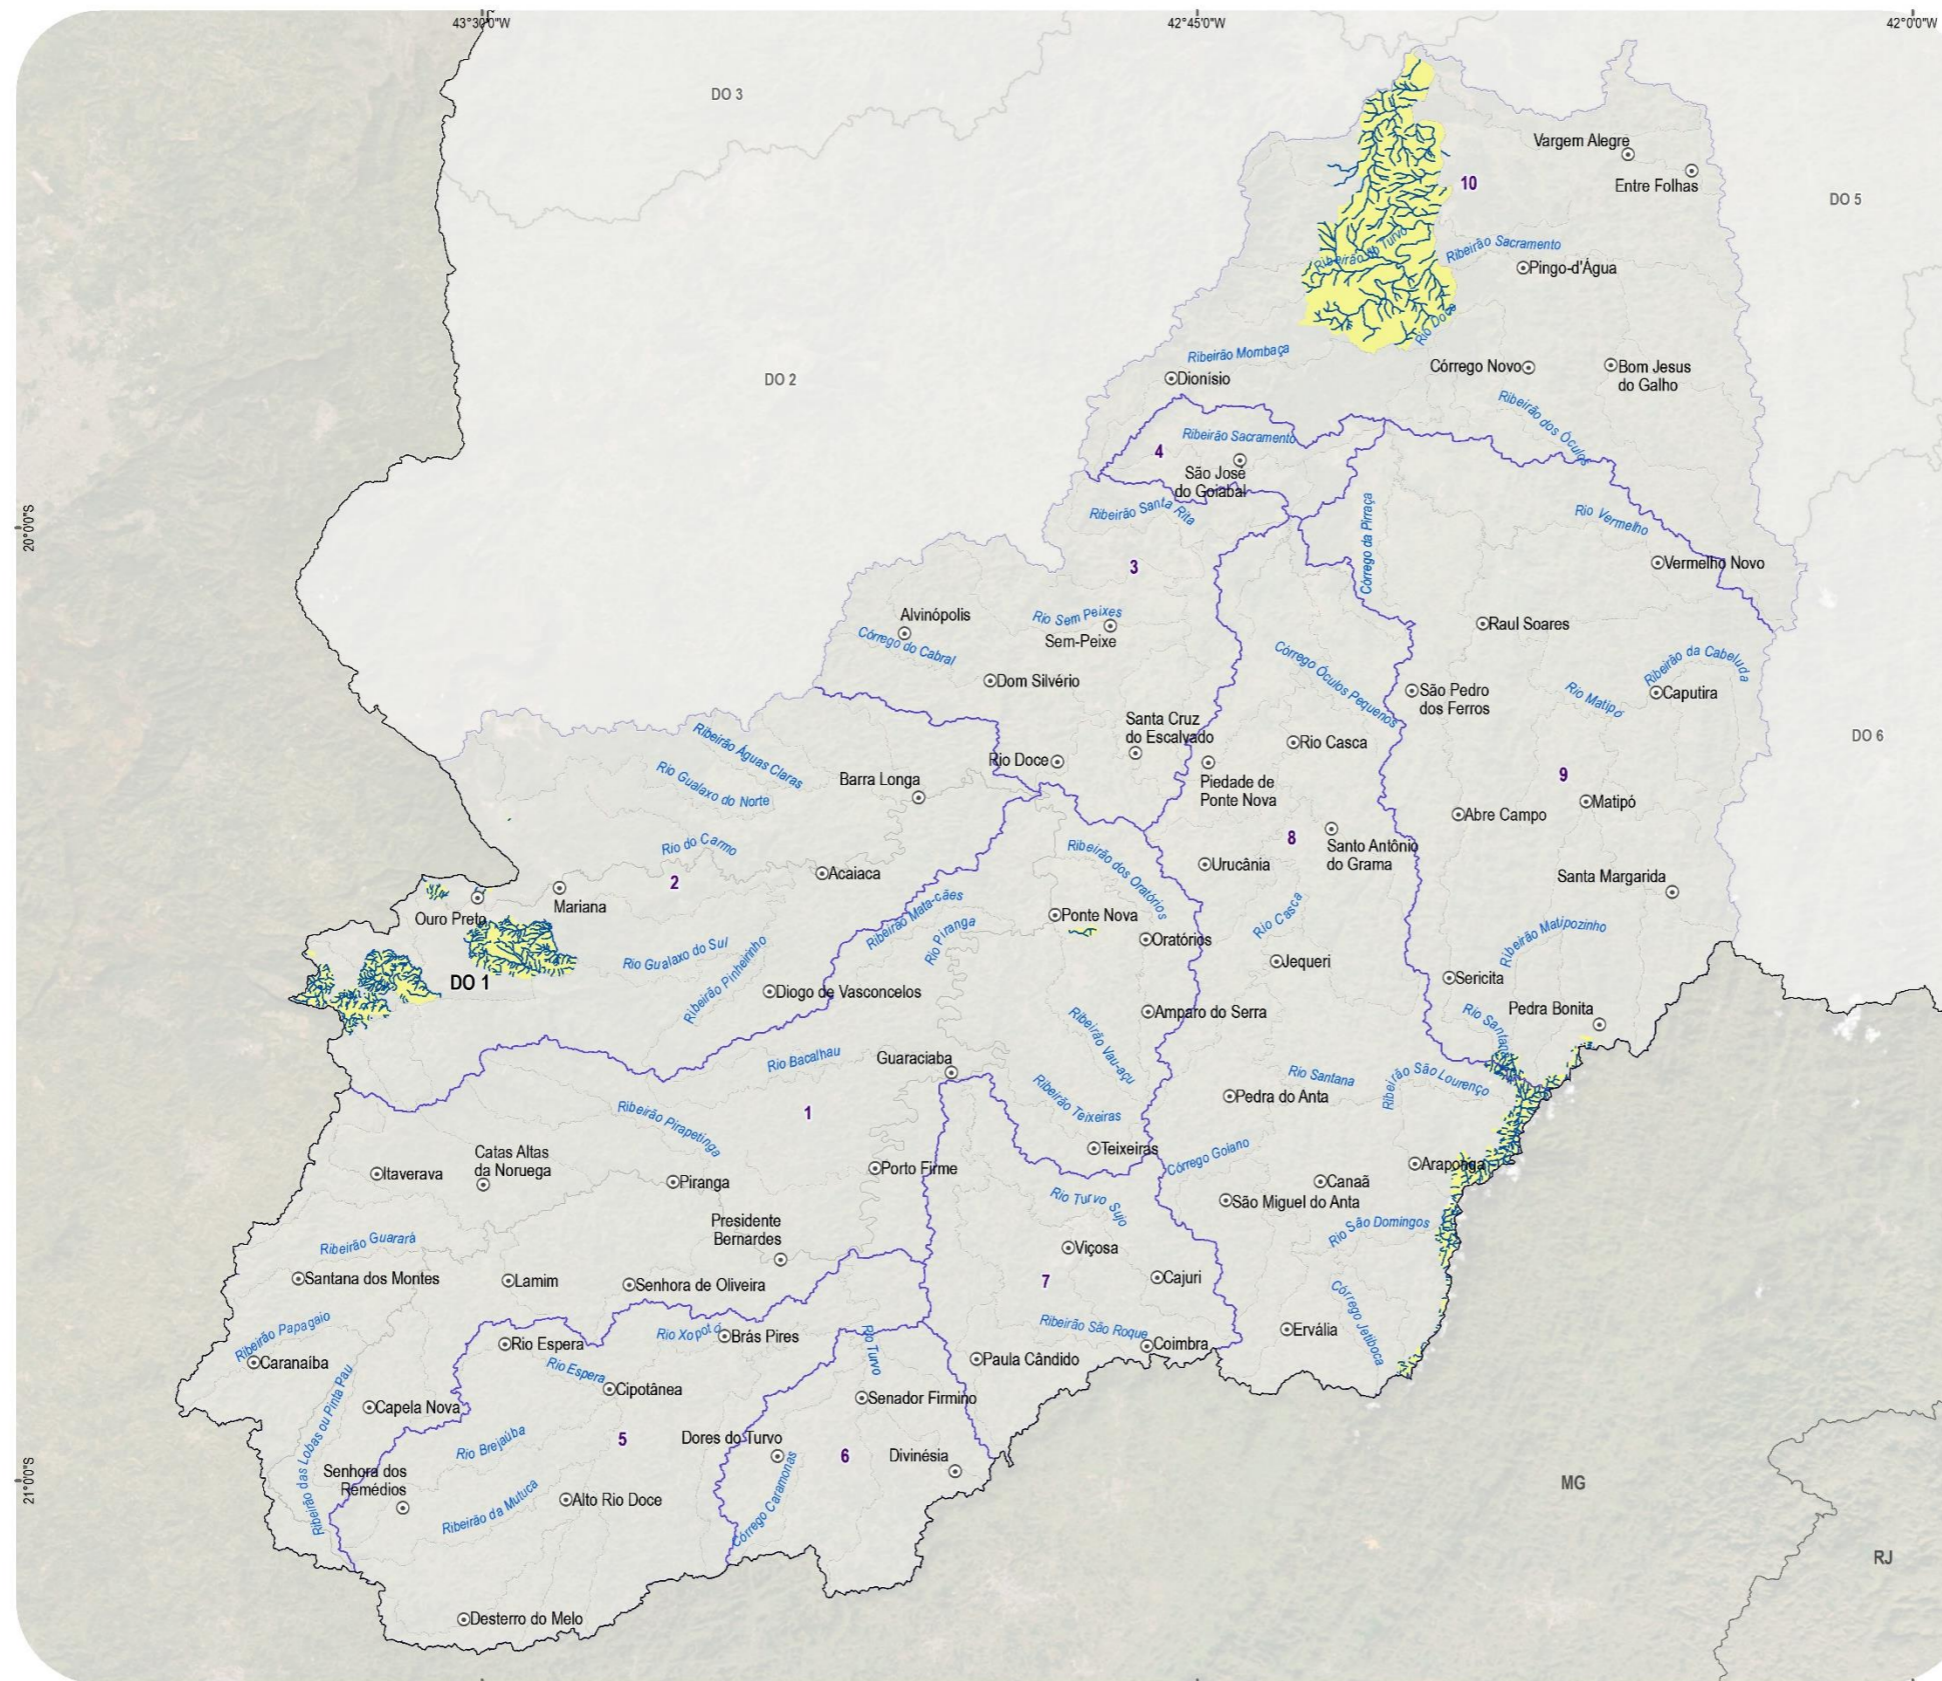 43°30'0"W
42°45'0"W
42°0'0"W
DO 3
Vargem Alegre
10
Entre Folhas
DO 5
Ribeirão do Turvo
Ribeirão Sacramento
Pingo-d'Água
Rio Doce
Ribeirão Mombaça
Dionísio
Córrego Novo
Bom Jesus
do Galho
DO 2
Ribeirão dos Óculos
Ribeirão Sacramento
4
São José
do Goiabal
Ribeirão Santa Rita
Córrego da Pirraça
Rio Vermelho
20°0'0"S
Vermelho Novo
3
Alvinópolis
Córrego do Cabral
Rio Sem Peixes
Sem-Peixe
Raul Soares
Dom Silvério
Córrego Óculos Pequenos
São Pedro
dos Ferros
Rio Matipó
Ribeirão da Cabeluda
Caputira
Santa Cruz
do Escalvado
Rio Casca
DO 6
Ribeirão Águas Claras
Rio Gualaxo do Norte
Barra Longa
Rio Doce
Piedade de
Ponte Nova
9
Matipó
Abre Campo
8
Santo Antônio
do Grama
Rio do Carmo
Ribeirão dos Oratórios
Urucânia
Acaiaca
2
Mariana
Ouro Preto
Santa Margarida
Ribeirão Mata-cães
Rio Piranga
Ponte Nova
Oratórios
Rio Casca
Ribeirão Matipozinho
Rio Gualaxo do Sul
Ribeirão Pinheirinho
DO 1
Diogo de Vasconcelos
Jequeri
Sericita
Amparo do Serra
Pedra Bonita
Rio Santana
Ribeirão Vau-açu
Rio Bacalhau
Guaraciaba
Ribeirão Teixeiras
Rio Santana
Ribeirão São Lourenço
Pedra do Anta
Ribeirão Pirapetinga
1
Catas Altas
da Noruega
Itaverava
Piranga
Porto Firme
Teixeiras
Córrego Goiano
Araponga
Canaã
São Miguel do Anta
Rio Turvo Sujo
Rio São Domingos
Presidente
Bernardes
Ribeirão Guarará
Viçosa
Santana dos Montes
Lamim
Senhora de Oliveira
7
Cajuri
Córrego Jetiboca
Ribeirão Papagaio
Caranaíba
Rio Espera
Rio Xopotó
Brás Pires
Rio Turvo
Ribeirão São Roque
Coimbra
Ervália
Paula Cândido
Rio Espera
Cipotânea
Senador Firmino
Ribeirão das Lobas ou Pinta Pau
Capela Nova
Rio Brejaúba
5
Dores do Turvo
6
Divinésia
Senhora dos
Remédios
Ribeirão da Mutuca
Alto Rio Doce
Córrego Caramonas
21°0'0"S
MG
RJ
Desterro do Melo